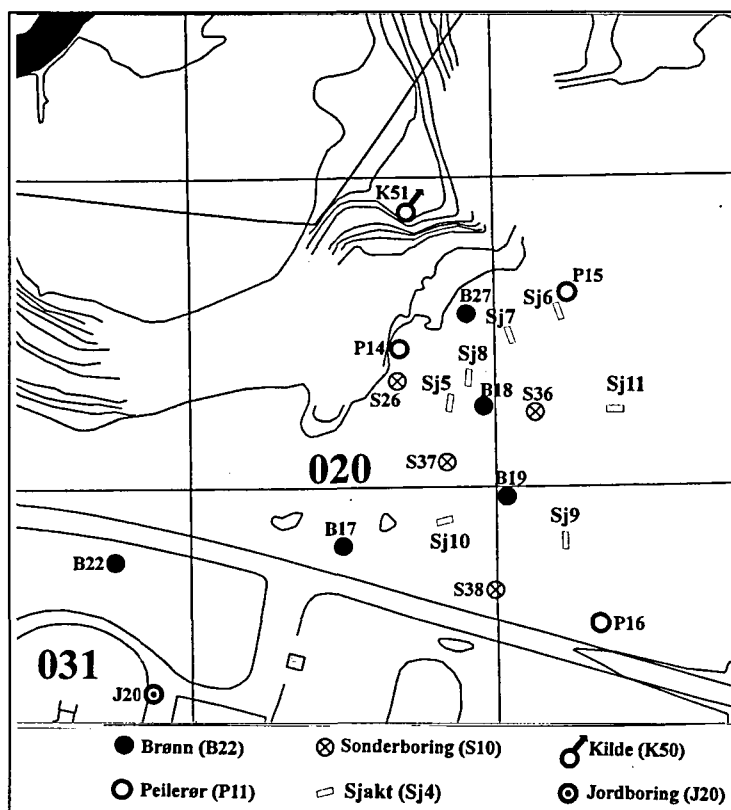 K51
P15
B27
Sj6
Sj7
P14
Sj8
S26
Sj5
B18
S36
Sj11
020
S37
B19
B17
Sj10
Sj9
B22
S38
P16
031
J20
Brønn (B22)
Sonderboring (S10)
Kilde (K50)
Peilerør (P11)
Sjakt (Sj4)
Jordboring (J20)